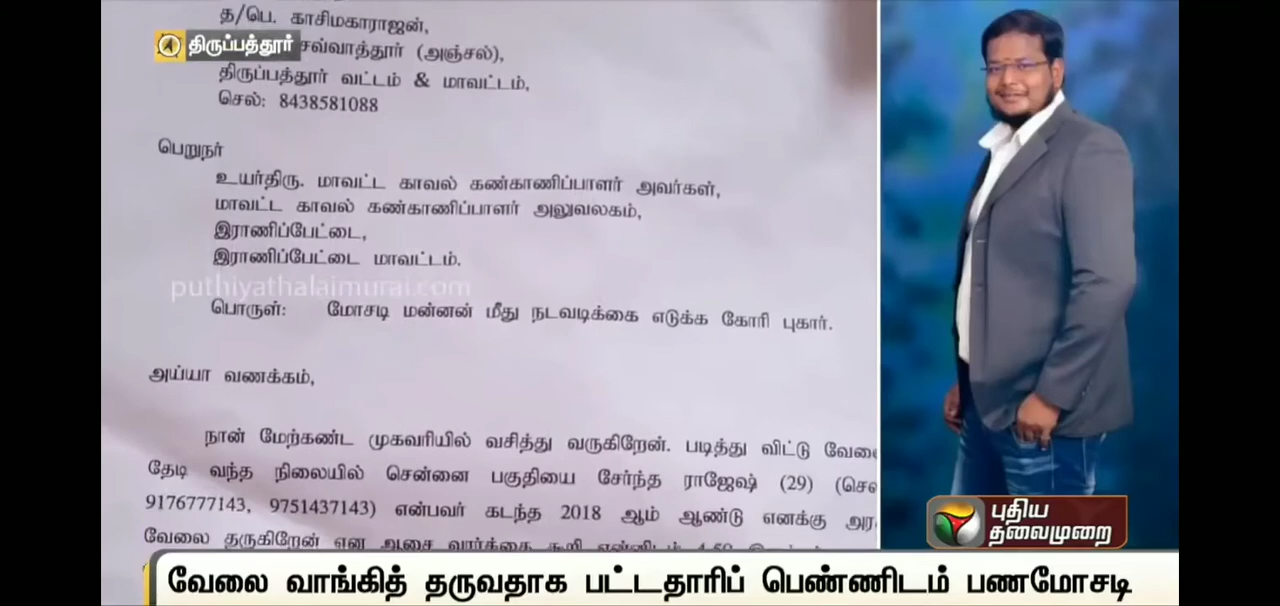 த/பெ. காசிமகாராஜன்,
திருப்பத்தூர்
சவ்வாத்தூர் (அஞ்சல்),
திருப்பத்தூர் வட்டம் & மாவட்டம்,
செல்: 8438581088
பெறுநர்
உயர்திரு. மாவட்ட காவல் கண்காணிப்பாளர் அவர்கள்,
மாவட்ட காவல் கண்காணிப்பாளர் அலுவலகம்,
இராணிப்பேட்டை,
இராணிப்பேட்டை மாவட்டம்.
puthiyathalaimurai.com
பொருள்: மோசடி மன்னன் மீது நடவடிக்கை எடுக்க கோரி புகார்.
அய்யா வணக்கம்,
நான் மேற்கண்ட முகவரியில் வசித்து வருகிறேன். படித்து விட்டு
தேடி வந்த நிலையில் சென்னை பகுதியை சேர்ந்த ராஜேஷ் (29)
9176777143, 9751437143) என்பவர் கடந்த 2018 ஆம் ஆண்டு எனக்கு
வேலை தருகிறேன் என ஆசை வார்த்தை கூறி என்னிடம்
புதிய
தலைமுறை
வேலை வாங்கித் தருவதாக பட்டதாரிப் பெண்ணிடம் பணமோசடி